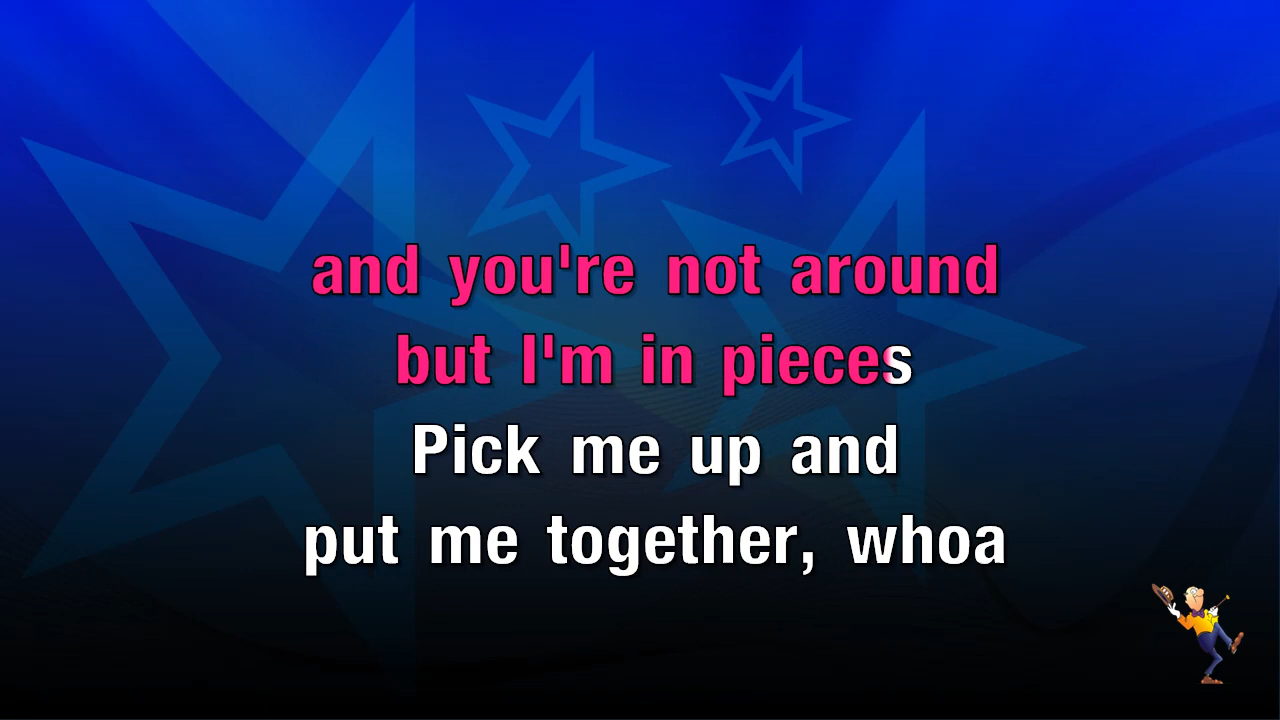 and you're not around
but I'm in pieces
Pick me up and
put me together, whoa